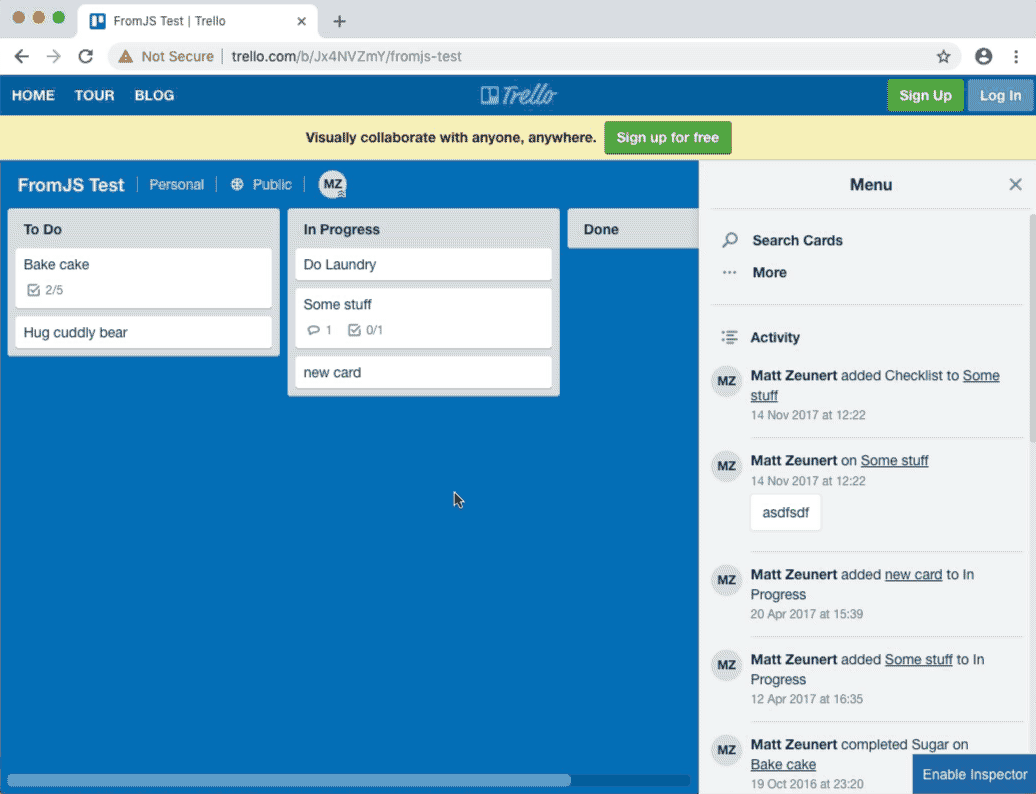 FromJS Test | Trello
Not Secure
trello.com/b/Jx4NVZmY/fromjs-test
HOME TOUR BLOG
Trello
Sign Up
Log In
Visually collaborate with anyone, anywhere.
Sign up for free
FromJS Test
Personal
Public
MZ
To Do
Bake cake
2/5
Hug cuddly bear
In Progress
Do Laundry
Some stuff
1 0/1
new card
Done
Menu
Search Cards
More
Activity
MZ
Matt Zeunert added Checklist to Some
stuff
14 Nov 2017 at 12:22
MZ
Matt Zeunert on Some stuff
14 Nov 2017 at 12:22
asdfsdf
MZ
Matt Zeunert added new card to In
Progress
20 Apr 2017 at 15:39
MZ
Matt Zeunert added Some stuff to In
Progress
12 Apr 2017 at 16:35
MZ
Matt Zeunert completed Sugar on
Bake cake
19 Oct 2016 at 23:20
Enable Inspector